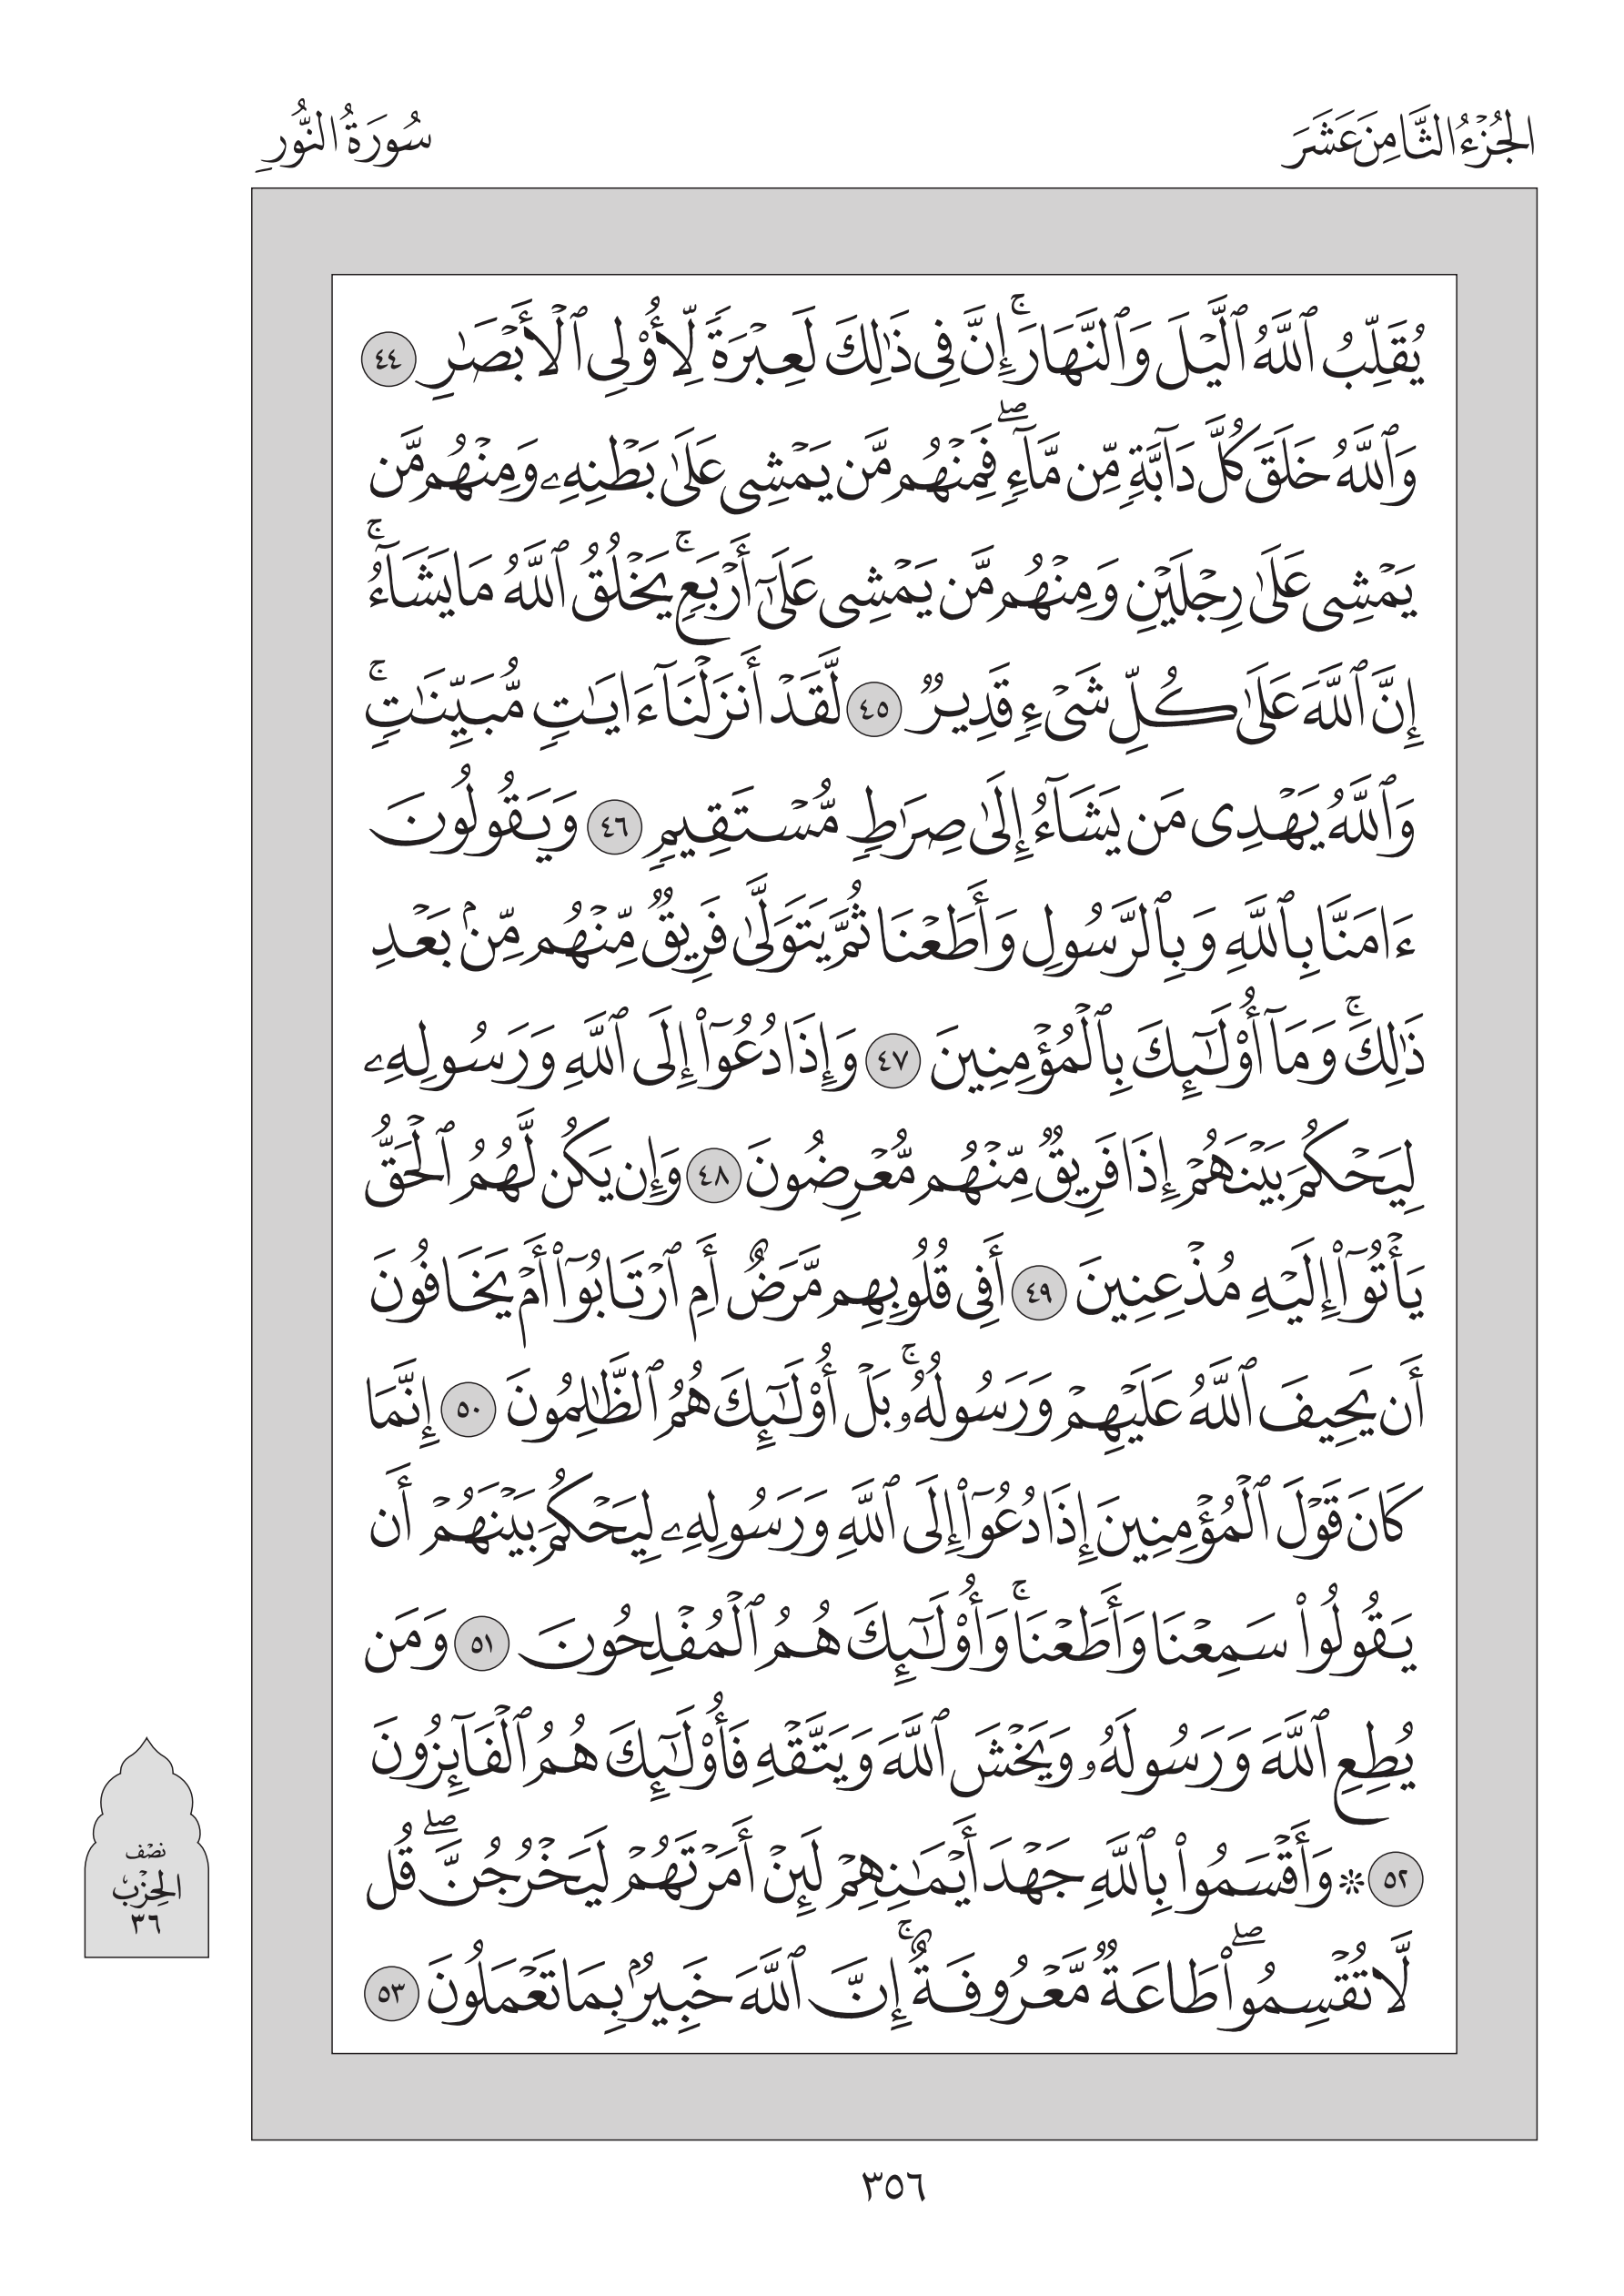 الجُزْءُ الثَّامِنَ عَشَرَ
سُورَةُ النُّورِ
يُقَلِّبُ ٱللَّهُ ٱلَّيۡلَ وَٱلنَّهَارَۚ إِنَّ فِي ذَٰلِكَ لَعِبۡرَةٗ لِّأُوْلِي ٱلۡأَبۡصَٰرِ ٤٤
وَٱللَّهُ خَلَقَ كُلَّ دَآبَّةٖ مِّن مَّآءٖۖ فَمِنۡهُم مَّن يَمۡشِي عَلَىٰ بَطۡنِهِۦ وَمِنۡهُم مَّن
يَمۡشِي عَلَىٰ رِجۡلَيۡنِ وَمِنۡهُم مَّن يَمۡشِي عَلَىٰٓ أَرۡبَعٖۚ يَخۡلُقُ ٱللَّهُ مَا يَشَآءُۚ
إِنَّ ٱللَّهَ عَلَىٰ كُلِّ شَيۡءٖ قَدِيرٞ ٤٥ لَّقَدۡ أَنزَلۡنَآ ءَايَٰتٖ مُّبَيِّنَٰتٖۚ
وَٱللَّهُ يَهۡدِي مَن يَشَآءُ إِلَىٰ صِرَٰطٖ مُّسۡتَقِيمٖ ٤٦ وَيَقُولُونَ
ءَامَنَّا بِٱللَّهِ وَبِٱلرَّسُولِ وَأَطَعۡنَا ثُمَّ يَتَوَلَّىٰ فَرِيقٞ مِّنۡهُم مِّنۢ بَعۡدِ
ذَٰلِكَۚ وَمَآ أُوْلَٰٓئِكَ بِٱلۡمُؤۡمِنِينَ ٤٧ وَإِذَا دُعُوٓاْ إِلَى ٱللَّهِ وَرَسُولِهِۦ
لِيَحۡكُمَ بَيۡنَهُمۡ إِذَا فَرِيقٞ مِّنۡهُم مُّعۡرِضُونَ ٤٨ وَإِن يَكُن لَّهُمُ ٱلۡحَقُّ
يَأۡتُوٓاْ إِلَيۡهِ مُذۡعِنِينَ ٤٩ أَفِي قُلُوبِهِم مَّرَضٌ أَمِ ٱرۡتَابُوٓاْ أَمۡ يَخَافُونَ
أَن يَحِيفَ ٱللَّهُ عَلَيۡهِمۡ وَرَسُولُهُۥۚ بَلۡ أُوْلَٰٓئِكَ هُمُ ٱلظَّٰلِمُونَ ٥٠ إِنَّمَا
كَانَ قَوۡلَ ٱلۡمُؤۡمِنِينَ إِذَا دُعُوٓاْ إِلَى ٱللَّهِ وَرَسُولِهِۦ لِيَحۡكُمَ بَيۡنَهُمۡ أَن
يَقُولُواْ سَمِعۡنَا وَأَطَعۡنَاۚ وَأُوْلَٰٓئِكَ هُمُ ٱلۡمُفۡلِحُونَ ٥١ وَمَن
يُطِعِ ٱللَّهَ وَرَسُولَهُۥ وَيَخۡشَ ٱللَّهَ وَيَتَّقۡهِ فَأُوْلَٰٓئِكَ هُمُ ٱلۡفَآئِزُونَ
٥٢ ۞ وَأَقۡسَمُواْ بِٱللَّهِ جَهۡدَ أَيۡمَٰنِهِمۡ لَئِنۡ أَمَرۡتَهُمۡ لَيَخۡرُجُنَّۖ قُل
لَّا تُقۡسِمُواْۖ طَاعَةٞ مَّعۡرُوفَةٌۚ إِنَّ ٱللَّهَ خَبِيرُۢ بِمَا تَعۡمَلُونَ ٥٣
نصۡف
الحِزۡب
٣٦
٣٥٦